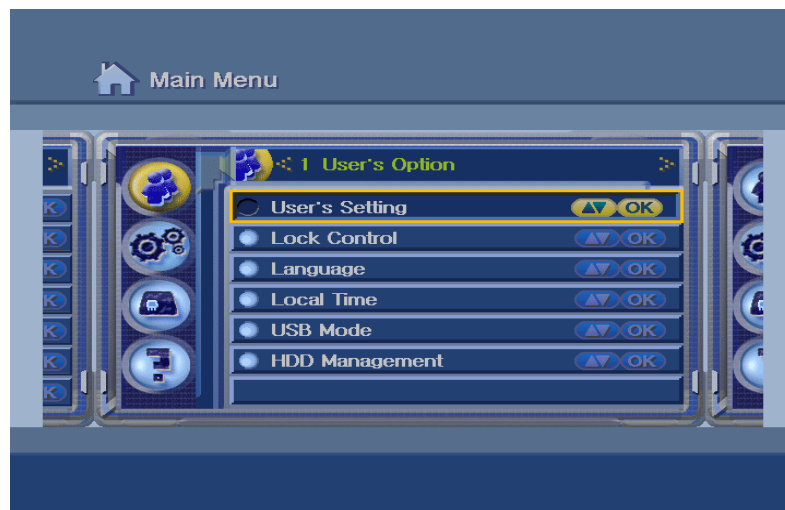 Main Menu
1 User's Option
User's Setting OK
Lock Control OK
Language OK
Local Time OK
USB Mode OK
HDD Management OK